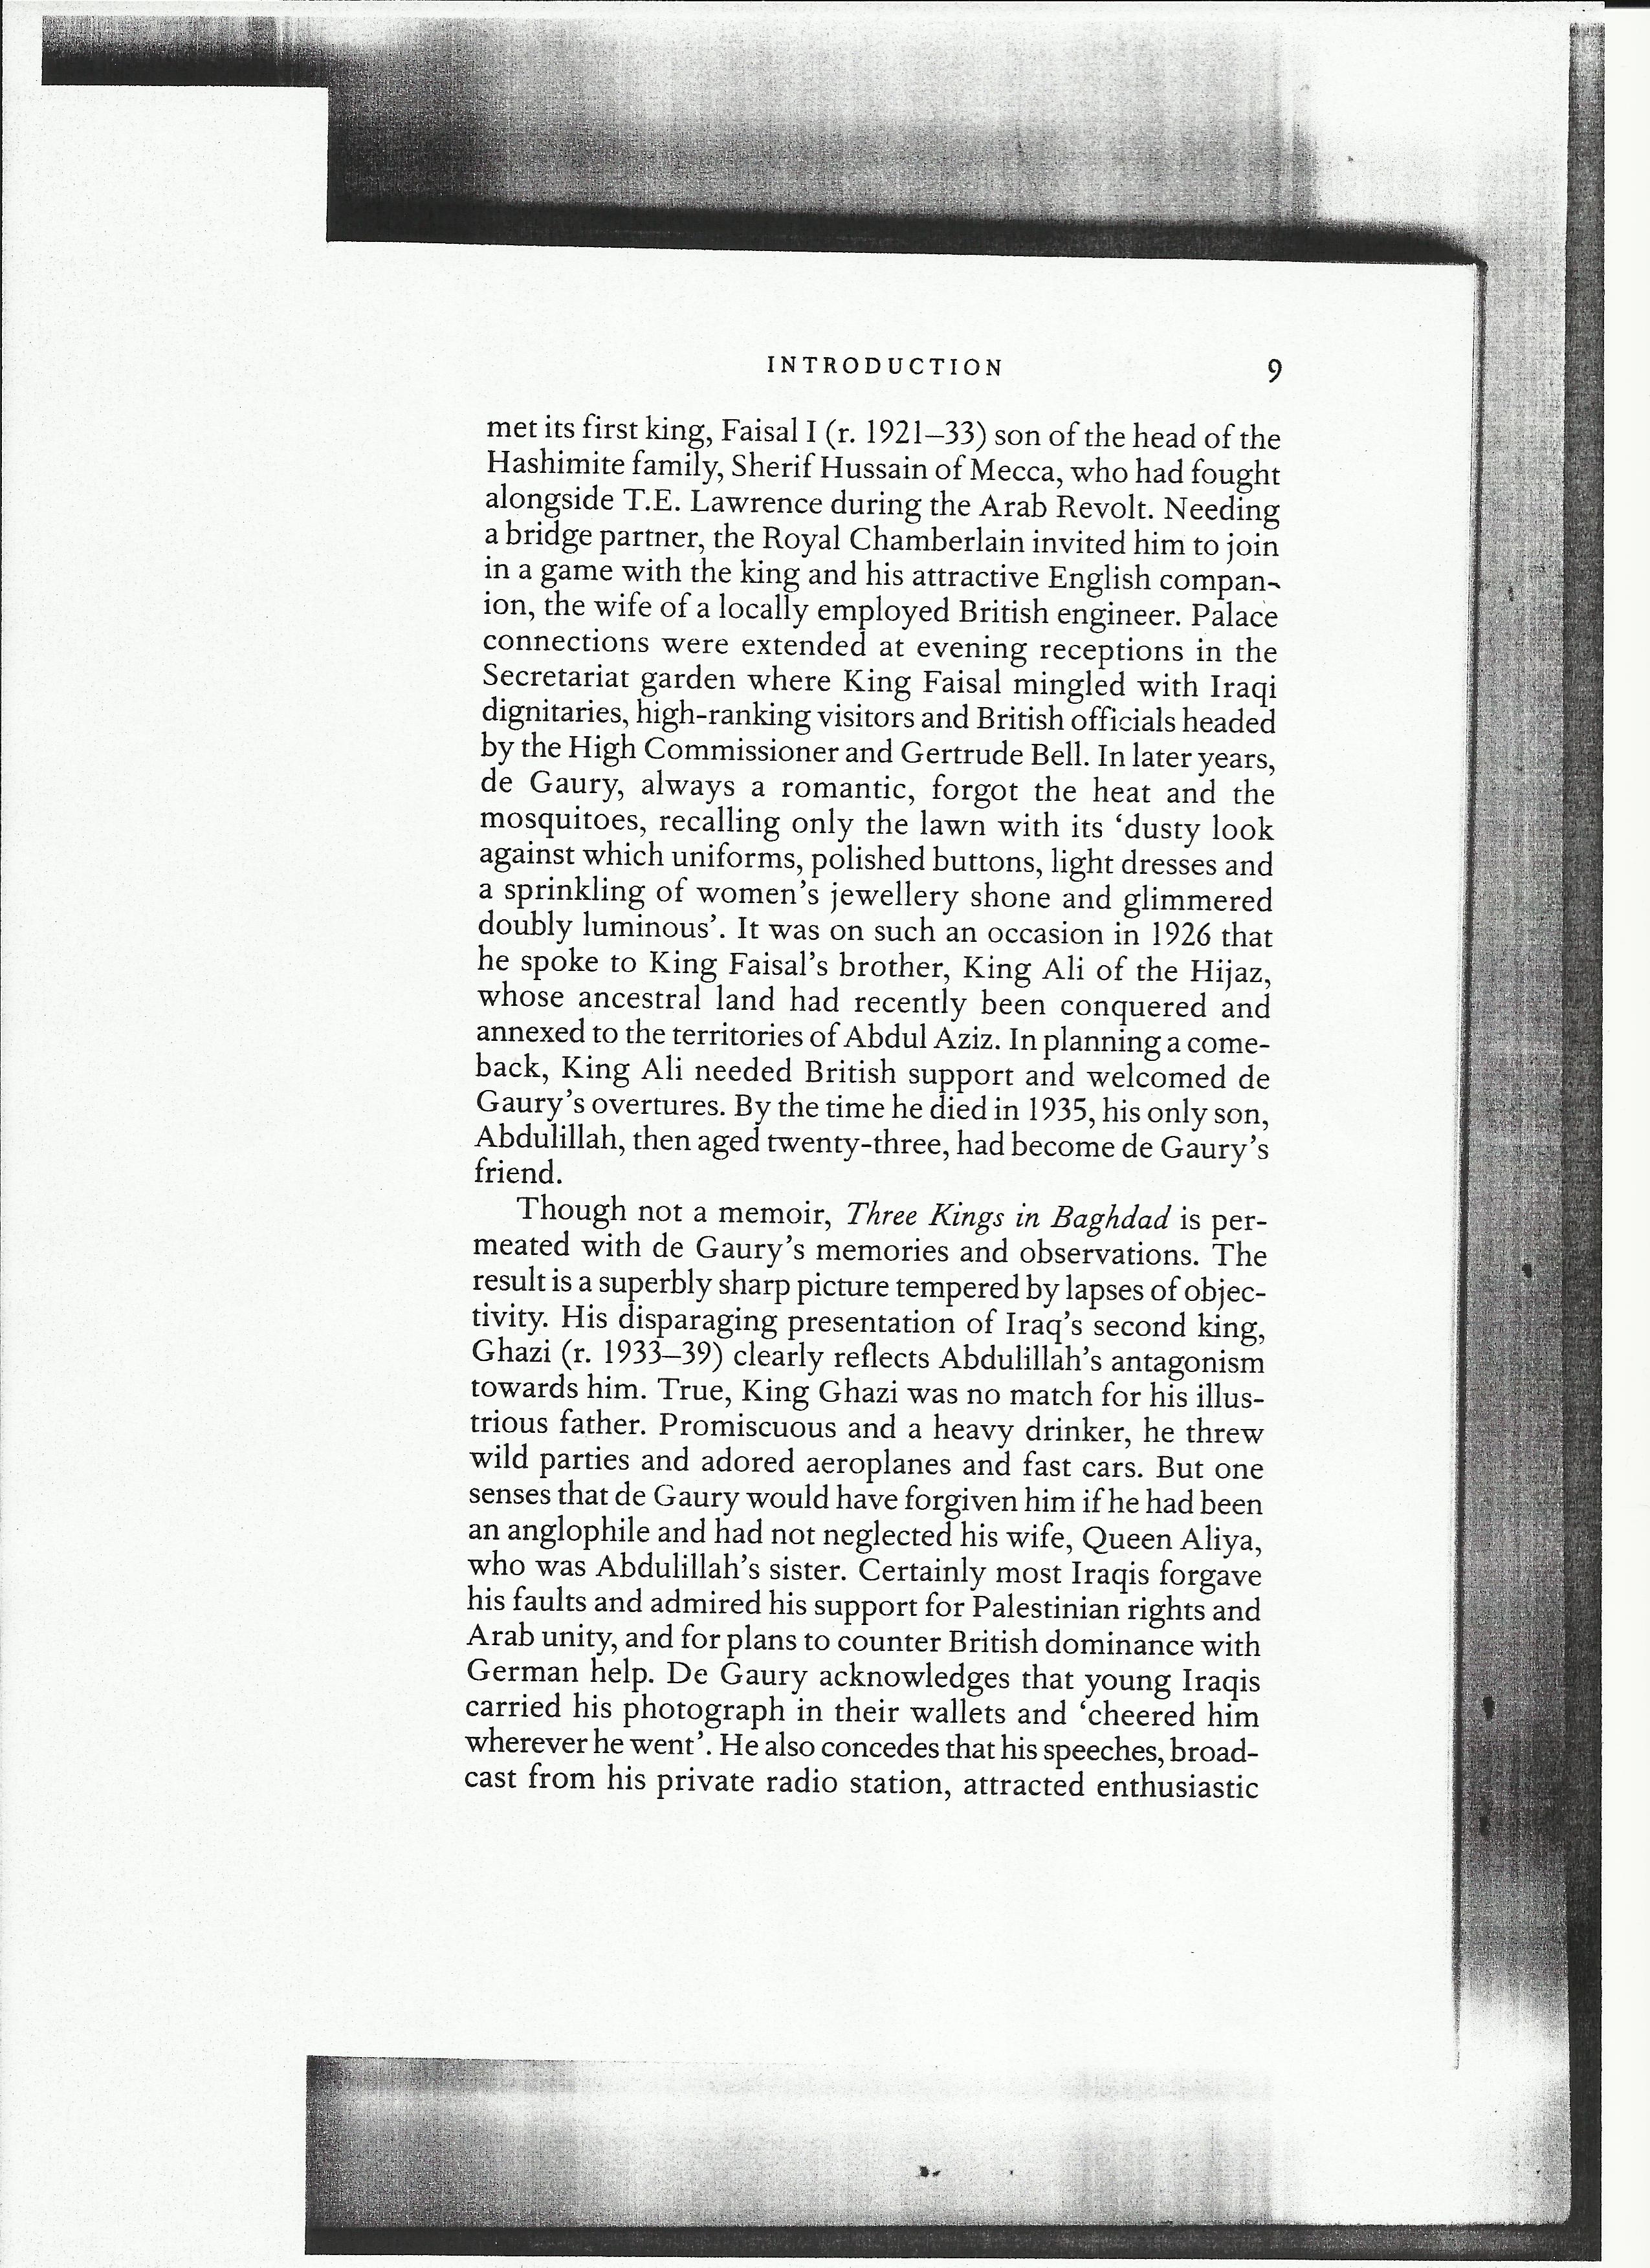 INTRODUCTION 9
met its first king, Faisal I (r. 1921–33) son of the head of the
Hashimite family, Sherif Hussain of Mecca, who had fought
alongside T.E. Lawrence during the Arab Revolt. Needing
a bridge partner, the Royal Chamberlain invited him to join
in a game with the king and his attractive English compan-
ion, the wife of a locally employed British engineer. Palace
connections were extended at evening receptions in the
Secretariat garden where King Faisal mingled with Iraqi
dignitaries, high-ranking visitors and British officials headed
by the High Commissioner and Gertrude Bell. In later years,
de Gaury, always a romantic, forgot the heat and the
mosquitoes, recalling only the lawn with its ‘dusty look
against which uniforms, polished buttons, light dresses and
a sprinkling of women’s jewellery shone and glimmered
doubly luminous’. It was on such an occasion in 1926 that
he spoke to King Faisal’s brother, King Ali of the Hijaz,
whose ancestral land had recently been conquered and
annexed to the territories of Abdul Aziz. In planning a come-
back, King Ali needed British support and welcomed de
Gaury’s overtures. By the time he died in 1935, his only son,
Abdulillah, then aged twenty-three, had become de Gaury’s
friend.
Though not a memoir, Three Kings in Baghdad is per-
meated with de Gaury’s memories and observations. The
result is a superbly sharp picture tempered by lapses of objec-
tivity. His disparaging presentation of Iraq’s second king,
Ghazi (r. 1933–39) clearly reflects Abdulillah’s antagonism
towards him. True, King Ghazi was no match for his illus-
trious father. Promiscuous and a heavy drinker, he threw
wild parties and adored aeroplanes and fast cars. But one
senses that de Gaury would have forgiven him if he had been
an anglophile and had not neglected his wife, Queen Aliya,
who was Abdulillah’s sister. Certainly most Iraqis forgave
his faults and admired his support for Palestinian rights and
Arab unity, and for plans to counter British dominance with
German help. De Gaury acknowledges that young Iraqis
carried his photograph in their wallets and ‘cheered him
wherever he went’. He also concedes that his speeches, broad-
cast from his private radio station, attracted enthusiastic